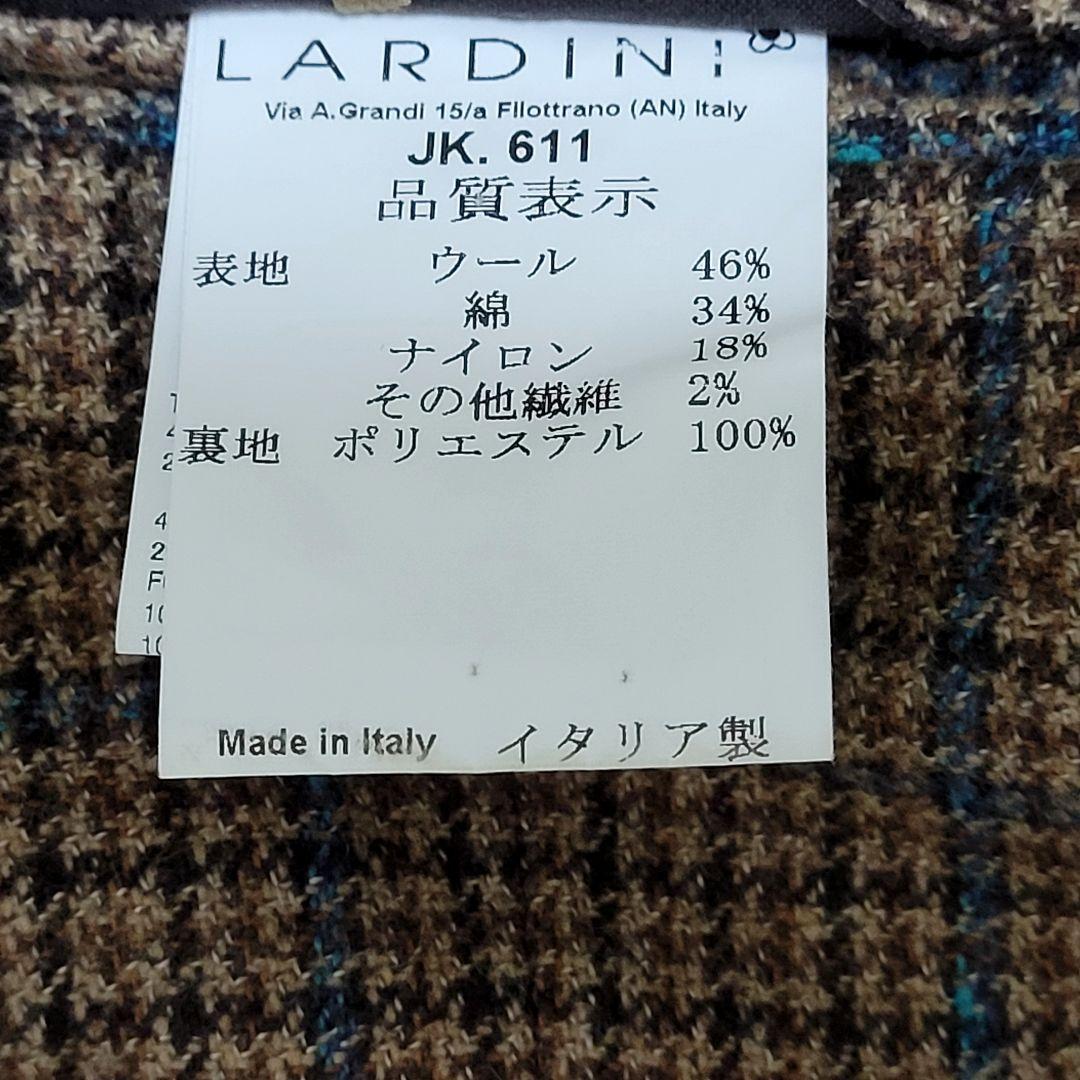 LARDINI
Via A.Grandi 15/a Filottrano (AN) Italy
JK. 611
品質表示
表地 ウール 46%
綿 34%
ナイロン 18%
その他繊維 2%
裏地 ポリエステル 100%
Made in Italy イタリア製